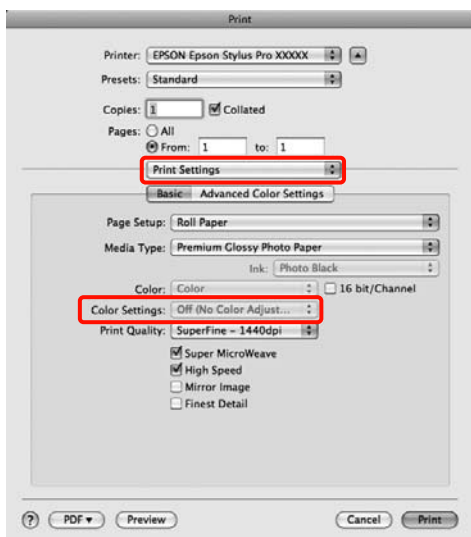 Print
Printer: EPSON Epson Stylus Pro XXXXX
Presets: Standard
Copies: 1 Collated
Pages: All
From: 1 to: 1
Print Settings
Basic Advanced Color Settings
Page Setup: Roll Paper
Media Type: Premium Glossy Photo Paper
Ink: Photo Black
Color: Color 16 bit/Channel
Color Settings: Off (No Color Adjust...
Print Quality: SuperFine - 1440dpi
Super MicroWeave
High Speed
Mirror Image
Finest Detail
? PDF Preview Cancel Print